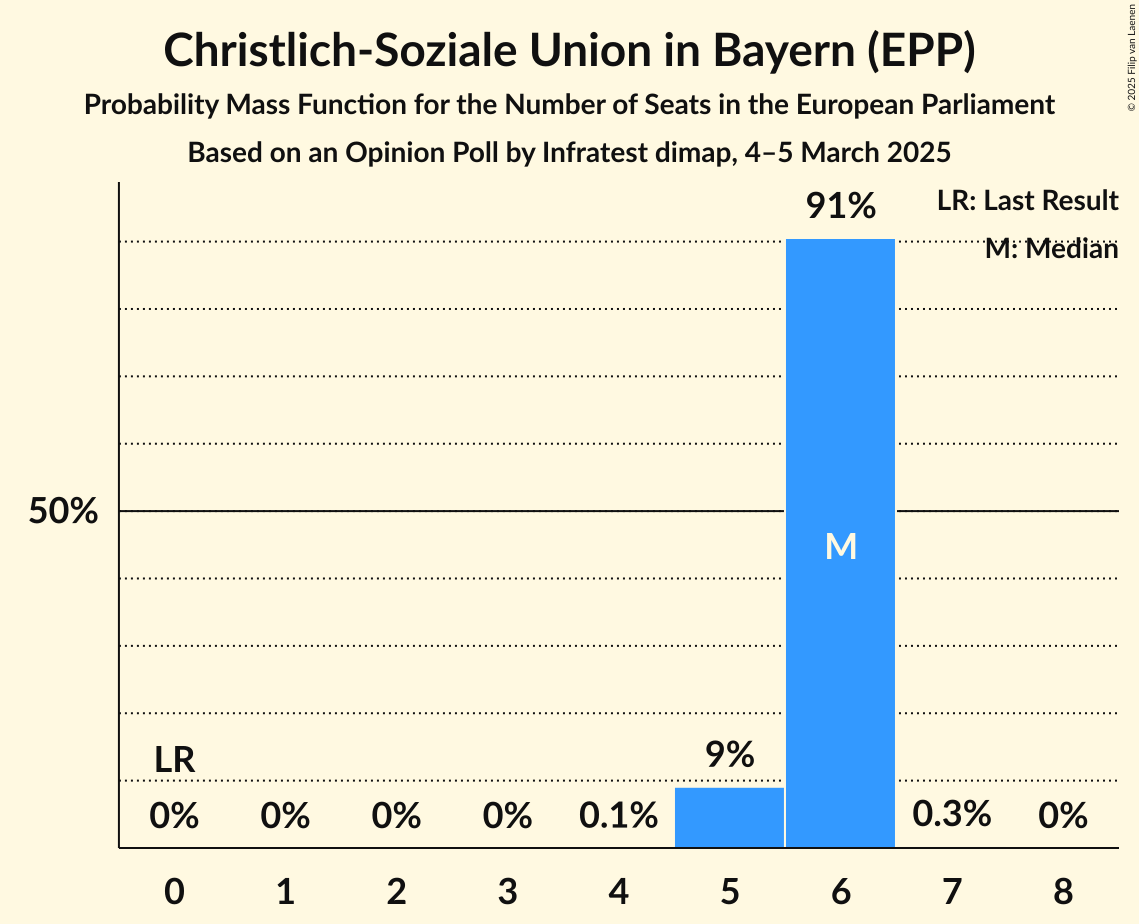 Christlich-Soziale Union in Bayern (EPP)
Probability Mass Function for the Number of Seats in the European Parliament
Based on an Opinion Poll by Infratest dimap, 4–5 March 2025
© 2025 Filip van Laenen
LR: Last Result
M: Median
91%
50%
M
LR
9%
0% 0% 0% 0% 0.1% 0.3% 0%
0 1 2 3 4 5 6 7 8